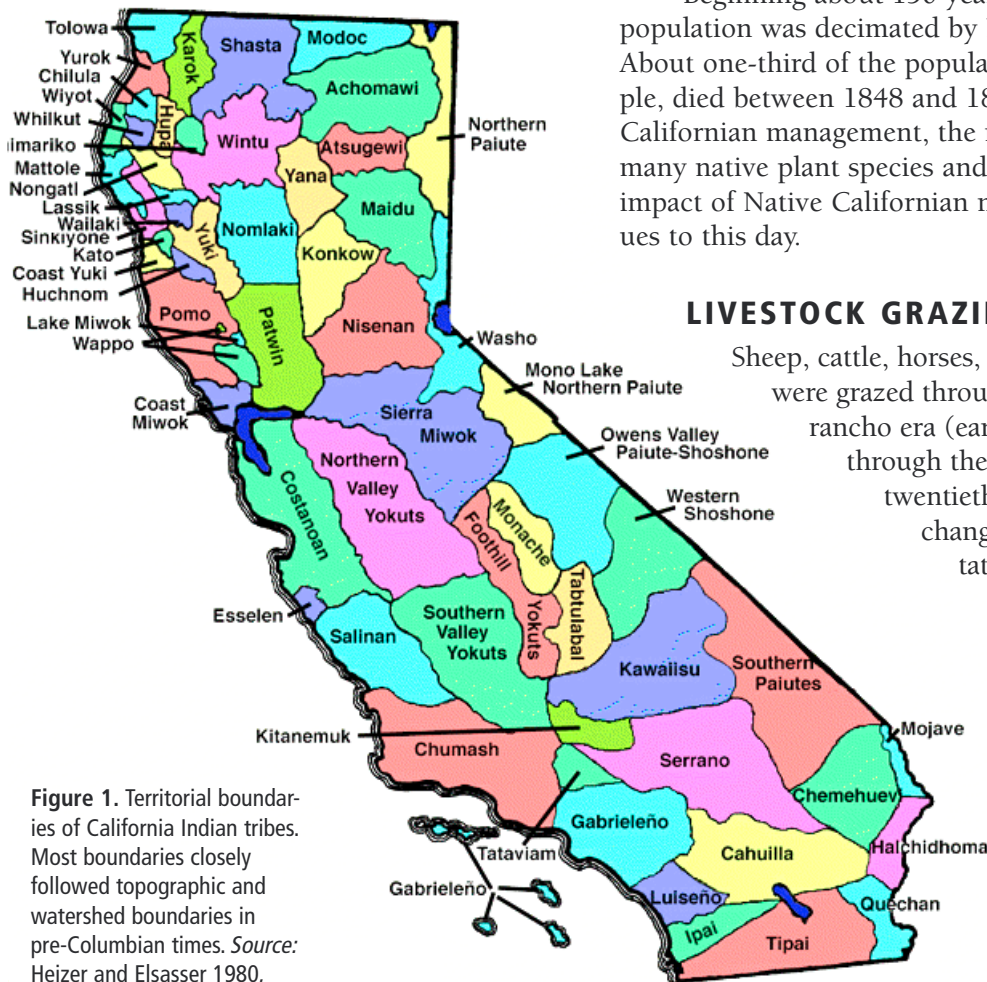 Beginning about 150 year
population was decimated by
About one-third of the popula
ple, died between 1848 and 18
Californian management, the
many native plant species and
impact of Native Californian
ues to this day.
LIVESTOCK GRAZI
Sheep, cattle, horses,
were grazed throu
rancho era (ear
through the
twentieth
chang
tat
Tolowa
Yurok
Chilula
Wiyot
Whilkut
imariko
Mattole
Nongatl
Lassik
Wailaki
Sinkiyone
Kato
Coast Yuki
Huchnom
Lake Miwok
Wappo
Coast
Miwok
Karok
Shasta
Modoc
Achomawi
Hupa
Wintu
Atsugewi
Northern
Paiute
Yana
Maidu
Yuki
Nomlaki
Konkow
Pomo
Patwin
Nisenan
Washo
Mono Lake
Northern Paiute
Sierra
Miwok
Owens Valley
Paiute-Shoshone
Northern
Valley
Yokuts
Costanoan
Western
Shoshone
Foothill
Yokuts
Monache
Tabtulabal
Esselen
Salinan
Southern
Valley
Yokuts
Kawaiisu
Southern
Paiutes
Kitanemuk
Chumash
Serrano
Mojave
Chemehuevi
Gabrieleño
Tataviam
Cahuilla
Halchidhoma
Gabrieleño
Luiseño
Quechan
Ipai
Tipai
Figure 1. Territorial boundar-
ies of California Indian tribes.
Most boundaries closely
followed topographic and
watershed boundaries in
pre-Columbian times. Source:
Heizer and Elsasser 1980,